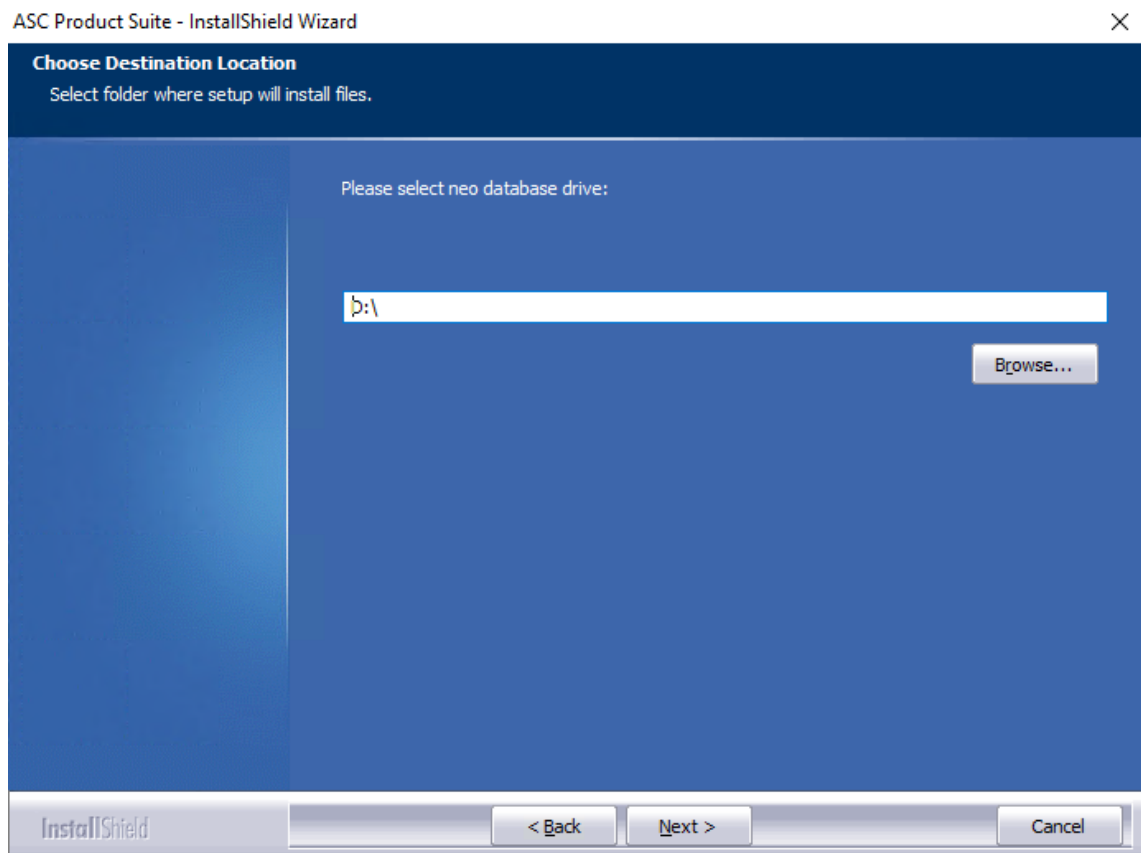 ASC Product Suite - InstallShield Wizard
Choose Destination Location
Select folder where setup will install files.
Please select neo database drive:
D:\
Browse...
InstallShield
< Back
Next >
Cancel